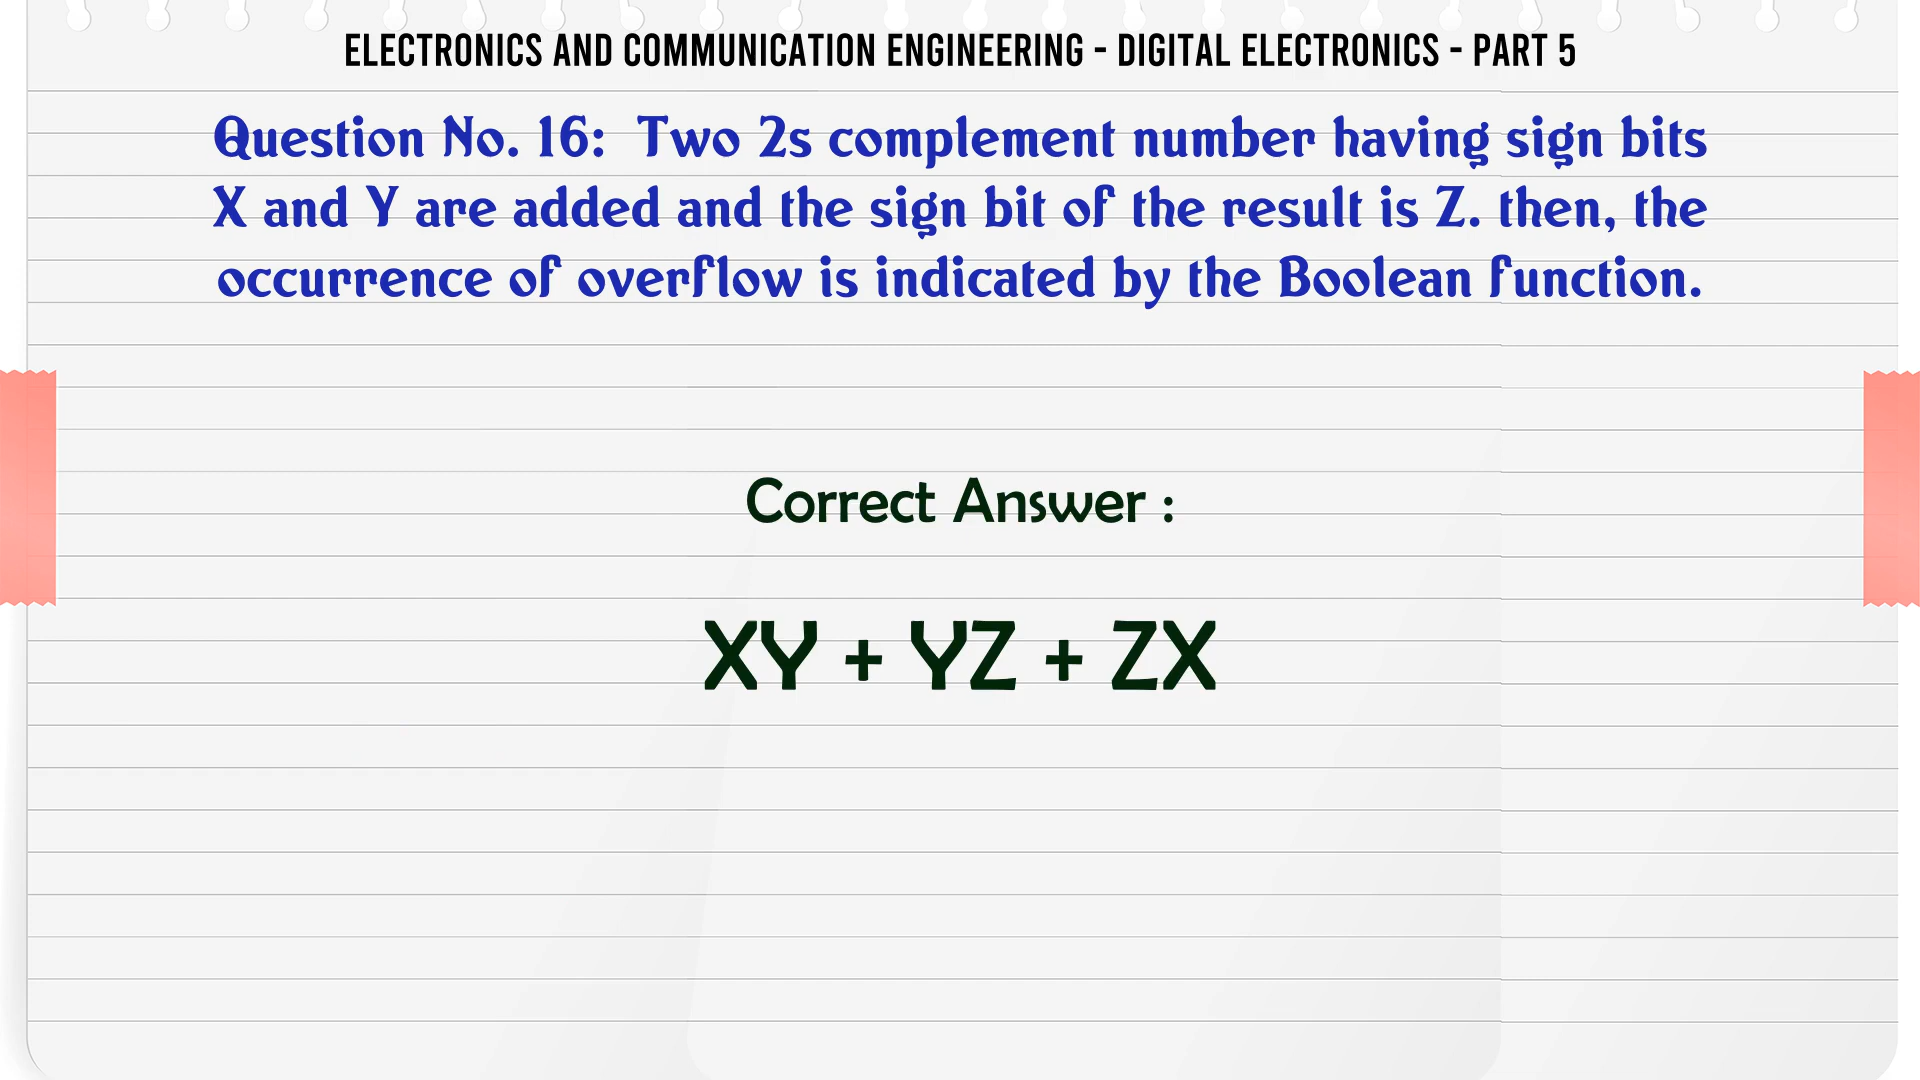 ELECTRONICS AND COMMUNICATION ENGINEERING - DIGITAL ELECTRONICS - PART 5
Question No. 16: Two 2s complement number having sign bits
X and Y are added and the sign bit of the result is Z. then, the
occurrence of overflow is indicated by the Boolean function.
Correct Answer :
XY + YZ + ZX